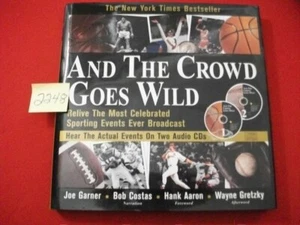 The New York Times Bestseller
2248
AND THE CROWD
GOES WILD
Relive The Most Celebrated
Sporting Events Ever Broadcast
Hear The Actual Events On Two Audio CDs
1
2
Joe Garner • Bob Costas • Hank Aaron • Wayne Gretzky
Narration Foreword Afterword